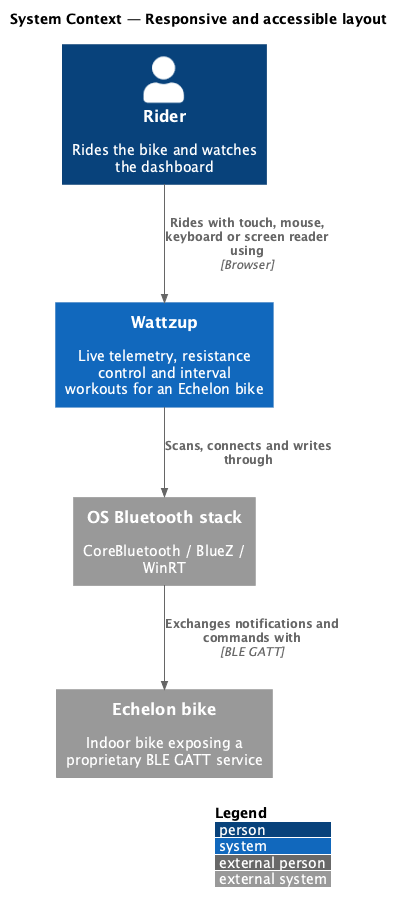 System Context — Responsive and accessible layout
Rider
Rides the bike and watches
the dashboard
Rides with touch, mouse,
keyboard or screen reader
using
[Browser]
Wattzup
Live telemetry, resistance
control and interval
workouts for an Echelon bike
Scans, connects and writes
through
OS Bluetooth stack
CoreBluetooth / BlueZ /
WinRT
Exchanges notifications and
commands with
[BLE GATT]
Echelon bike
Indoor bike exposing a
proprietary BLE GATT service
Legend
person
system
external person
external system